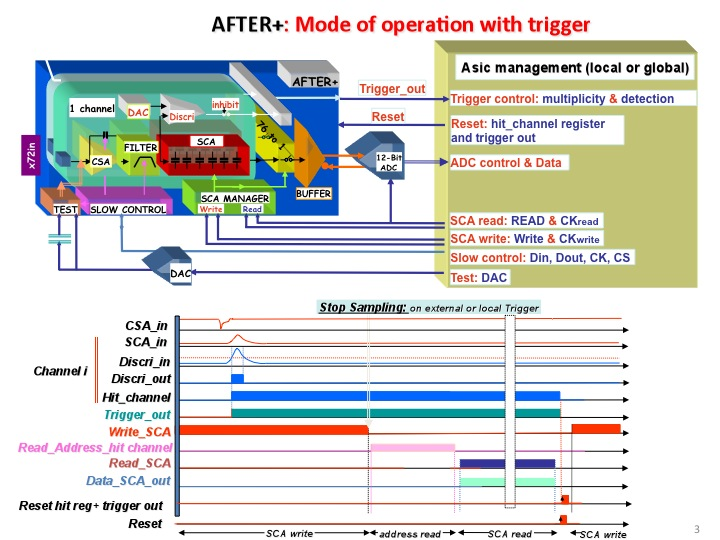 AFTER+: Mode of operation with trigger
Asic management (local or global)
AFTER+
Trigger_out
Trigger control: multiplicity & detection
1 channel
DAC
inhibit
Discri
Reset
Reset: hit_channel register
and trigger out
76 to 1
SCA
FILTER
CSA
x72in
12-Bit
ADC
ADC control & Data
BUFFER
TEST
SLOW CONTROL
SCA MANAGER
Write
Read
SCA read: READ & CKread
SCA write: Write & CKwrite
Slow control: Din, Dout, CK, CS
DAC
Test: DAC
Stop Sampling: on external or local Trigger
CSA_in
SCA_in
Discri_in
Channel i
Discri_out
Hit_channel
Trigger_out
Write_SCA
Read_Address_hit channel
Read_SCA
Data_SCA_out
Reset hit reg+ trigger out
Reset
SCA write
address read
SCA read
SCA write
3